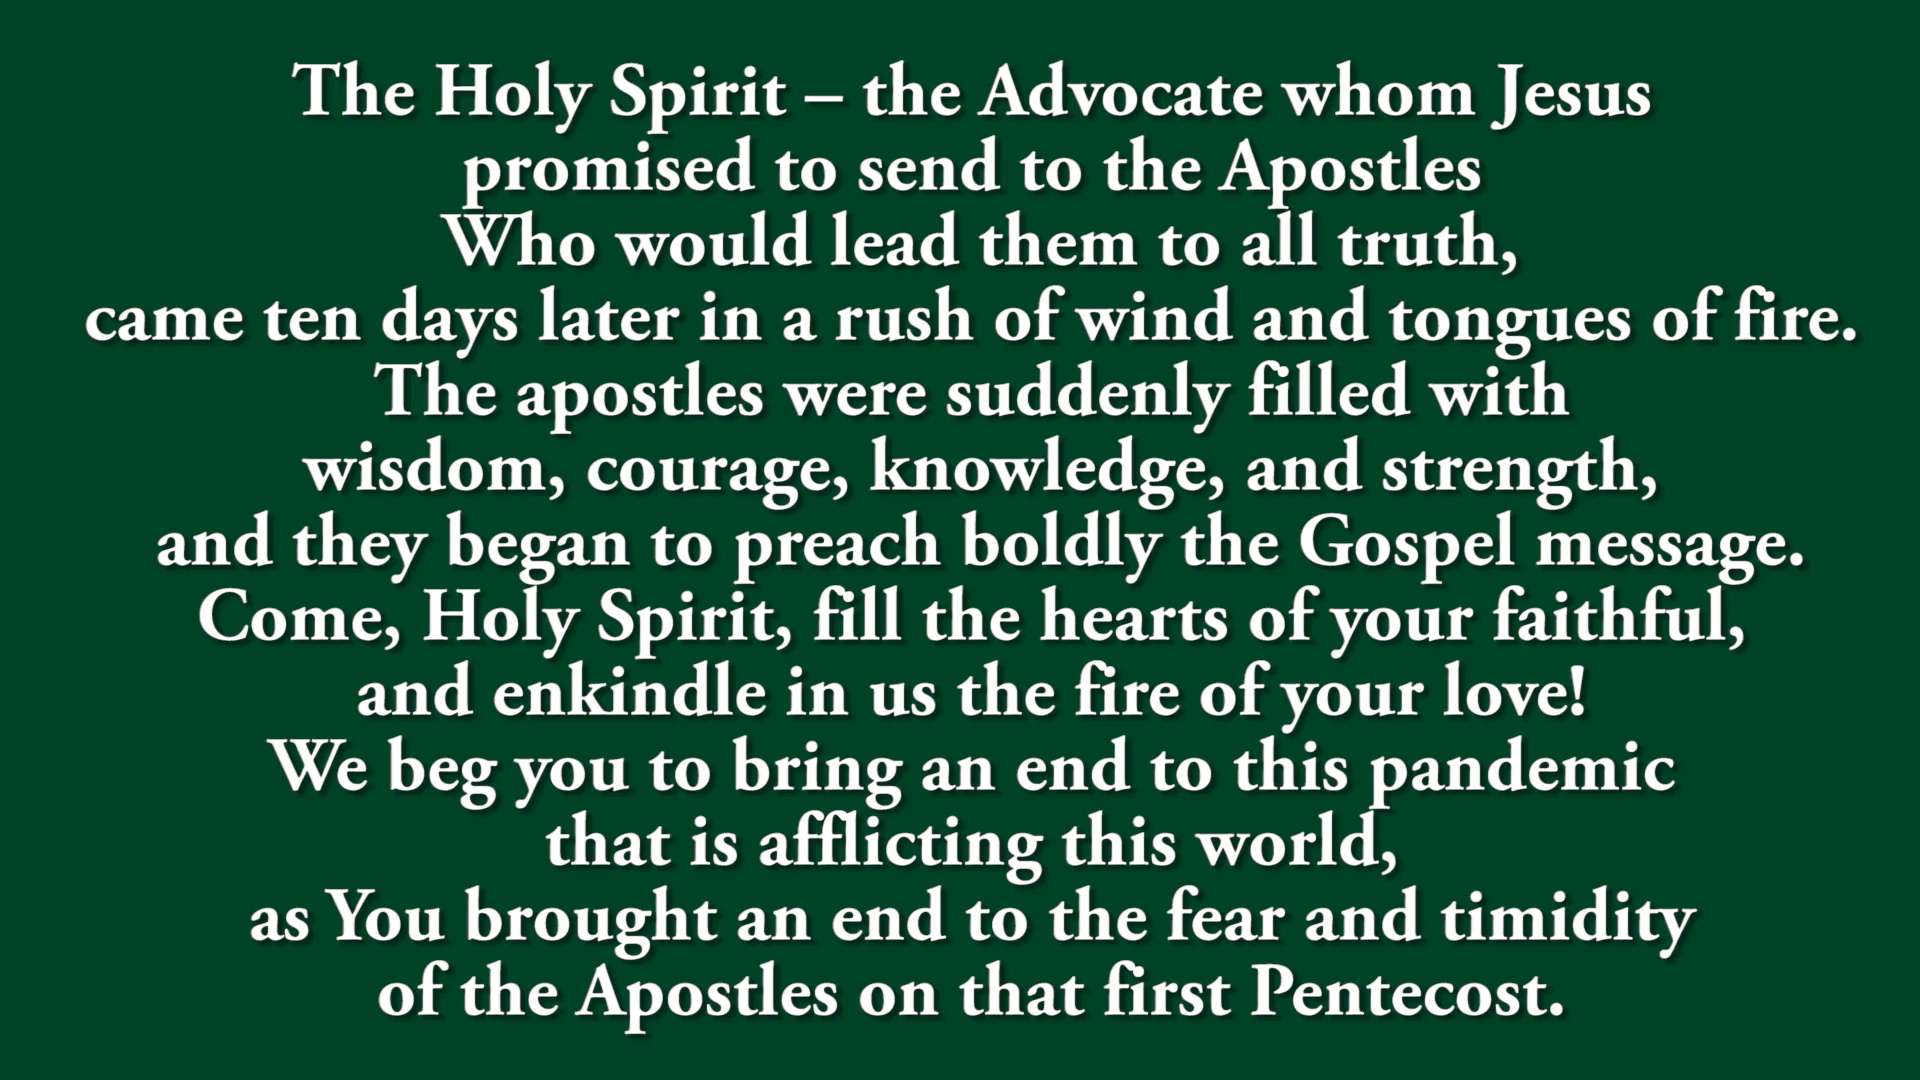 The Holy Spirit – the Advocate whom Jesus
promised to send to the Apostles
Who would lead them to all truth,
came ten days later in a rush of wind and tongues of fire.
The apostles were suddenly filled with
wisdom, courage, knowledge, and strength,
and they began to preach boldly the Gospel message.
Come, Holy Spirit, fill the hearts of your faithful,
and enkindle in us the fire of your love!
We beg you to bring an end to this pandemic
that is afflicting this world,
as You brought an end to the fear and timidity
of the Apostles on that first Pentecost.